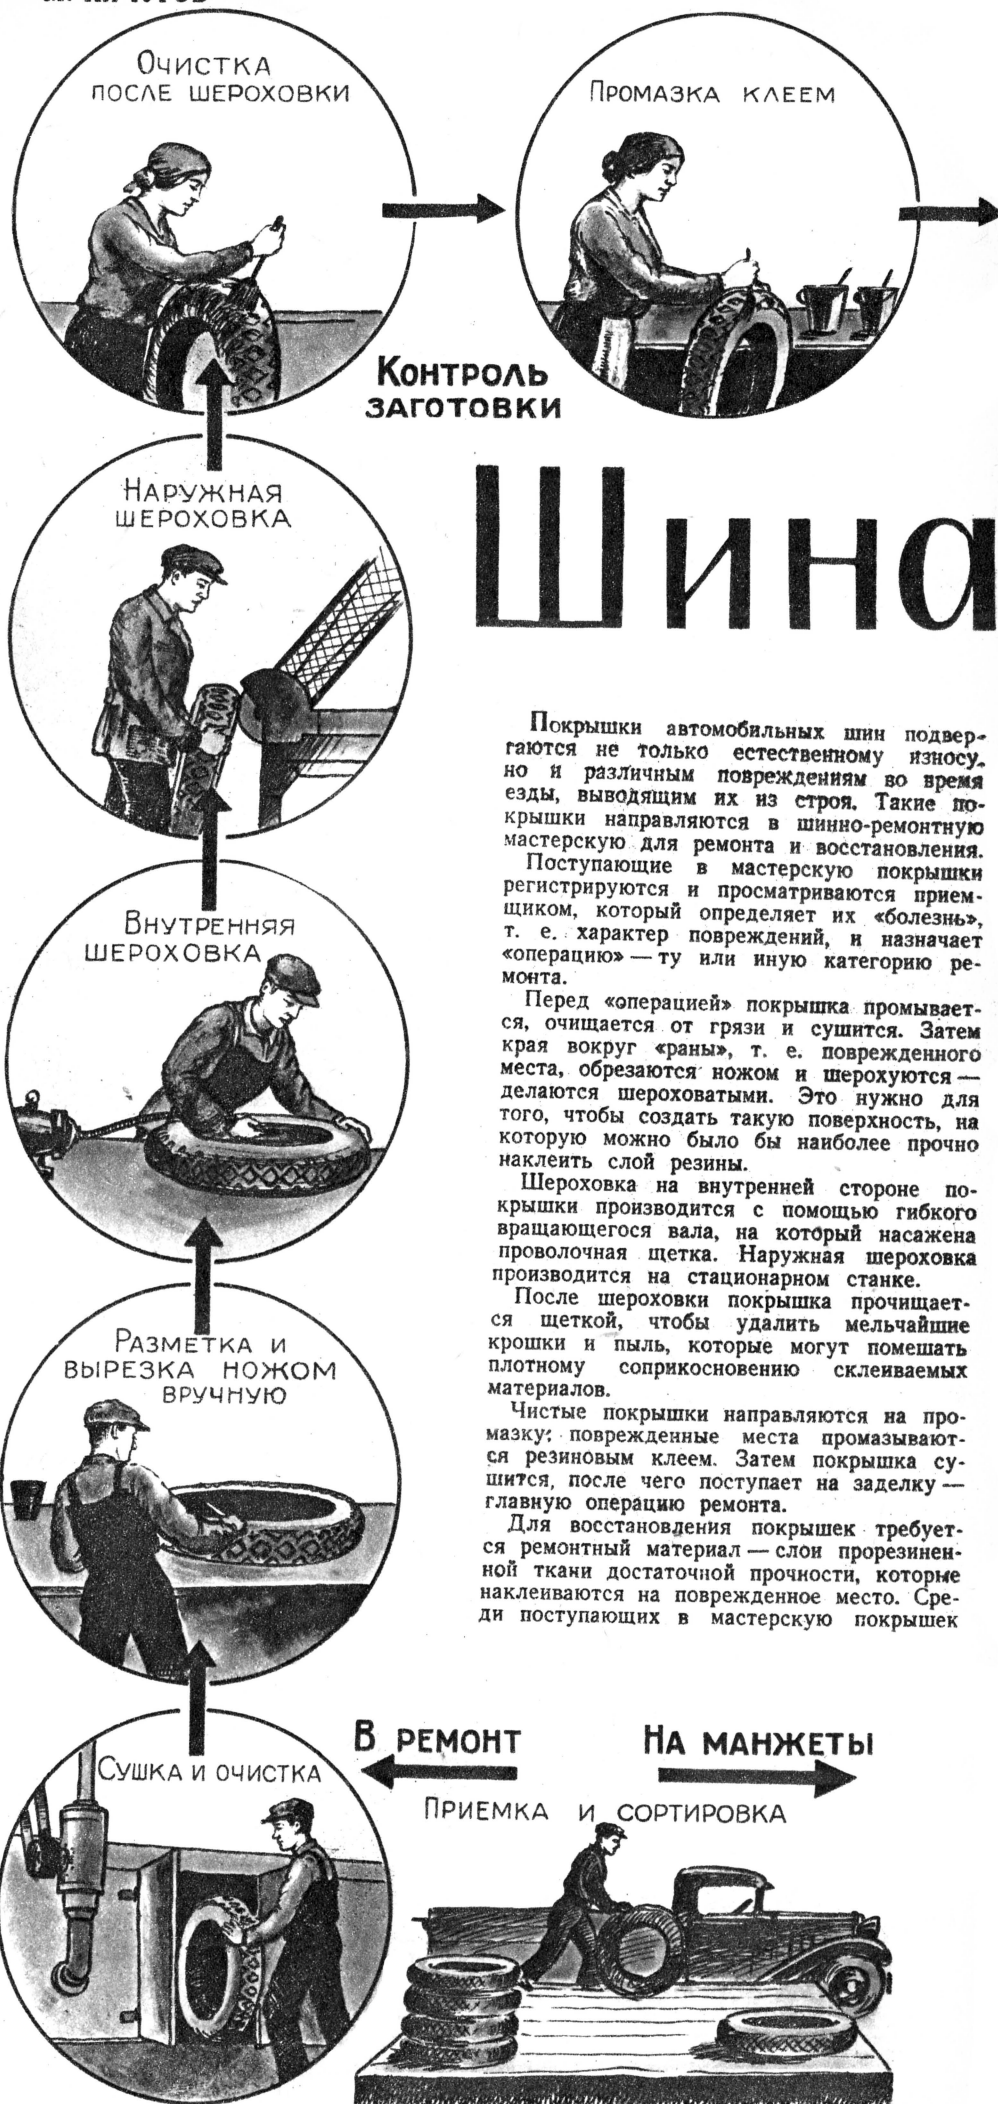 Очистка
после шероховки
Промазка клеем
Контроль
заготовки
Наружная
шероховка
Внутренняя
шероховка
Разметка и
вырезка ножом
вручную
Сушка и очистка
В ремонт
На манжеты
Приемка и сортировка
Шина
Покрышки автомобильных шин подвер-
гаются не только естественному износу,
но и различным повреждениям во время
езды, выводящим их из строя. Такие по-
крышки направляются в шинно-ремонтную
мастерскую для ремонта и восстановления.
Поступающие в мастерскую покрышки
регистрируются и просматриваются прием-
щиком, который определяет их «болезнь»,
т. е. характер повреждений, и назначает
«операцию» — ту или иную категорию ре-
монта.
Перед «операцией» покрышка промывает-
ся, очищается от грязи и сушится. Затем
края вокруг «раны», т. е. поврежденного
места, обрезаются ножом и шерохуются —
делаются шероховатыми. Это нужно для
того, чтобы создать такую поверхность, на
которую можно было бы наиболее прочно
наклеить слой резины.
Шероховка на внутренней стороне по-
крышки производится с помощью гибкого
вращающегося вала, на который насажена
проволочная щетка. Наружная шероховка
производится на стационарном станке.
После шероховки покрышка прочищает-
ся щеткой, чтобы удалить мельчайшие
крошки и пыль, которые могут помешать
плотному соприкосновению склеиваемых
материалов.
Чистые покрышки направляются на про-
мазку: поврежденные места промазывают-
ся резиновым клеем. Затем покрышка су-
шится, после чего поступает на заделку —
главную операцию ремонта.
Для восстановления покрышек требует-
ся ремонтный материал — слои прорезинен-
ной ткани достаточной прочности, которые
наклеиваются на поврежденное место. Сре-
ди поступающих в мастерскую покрышек